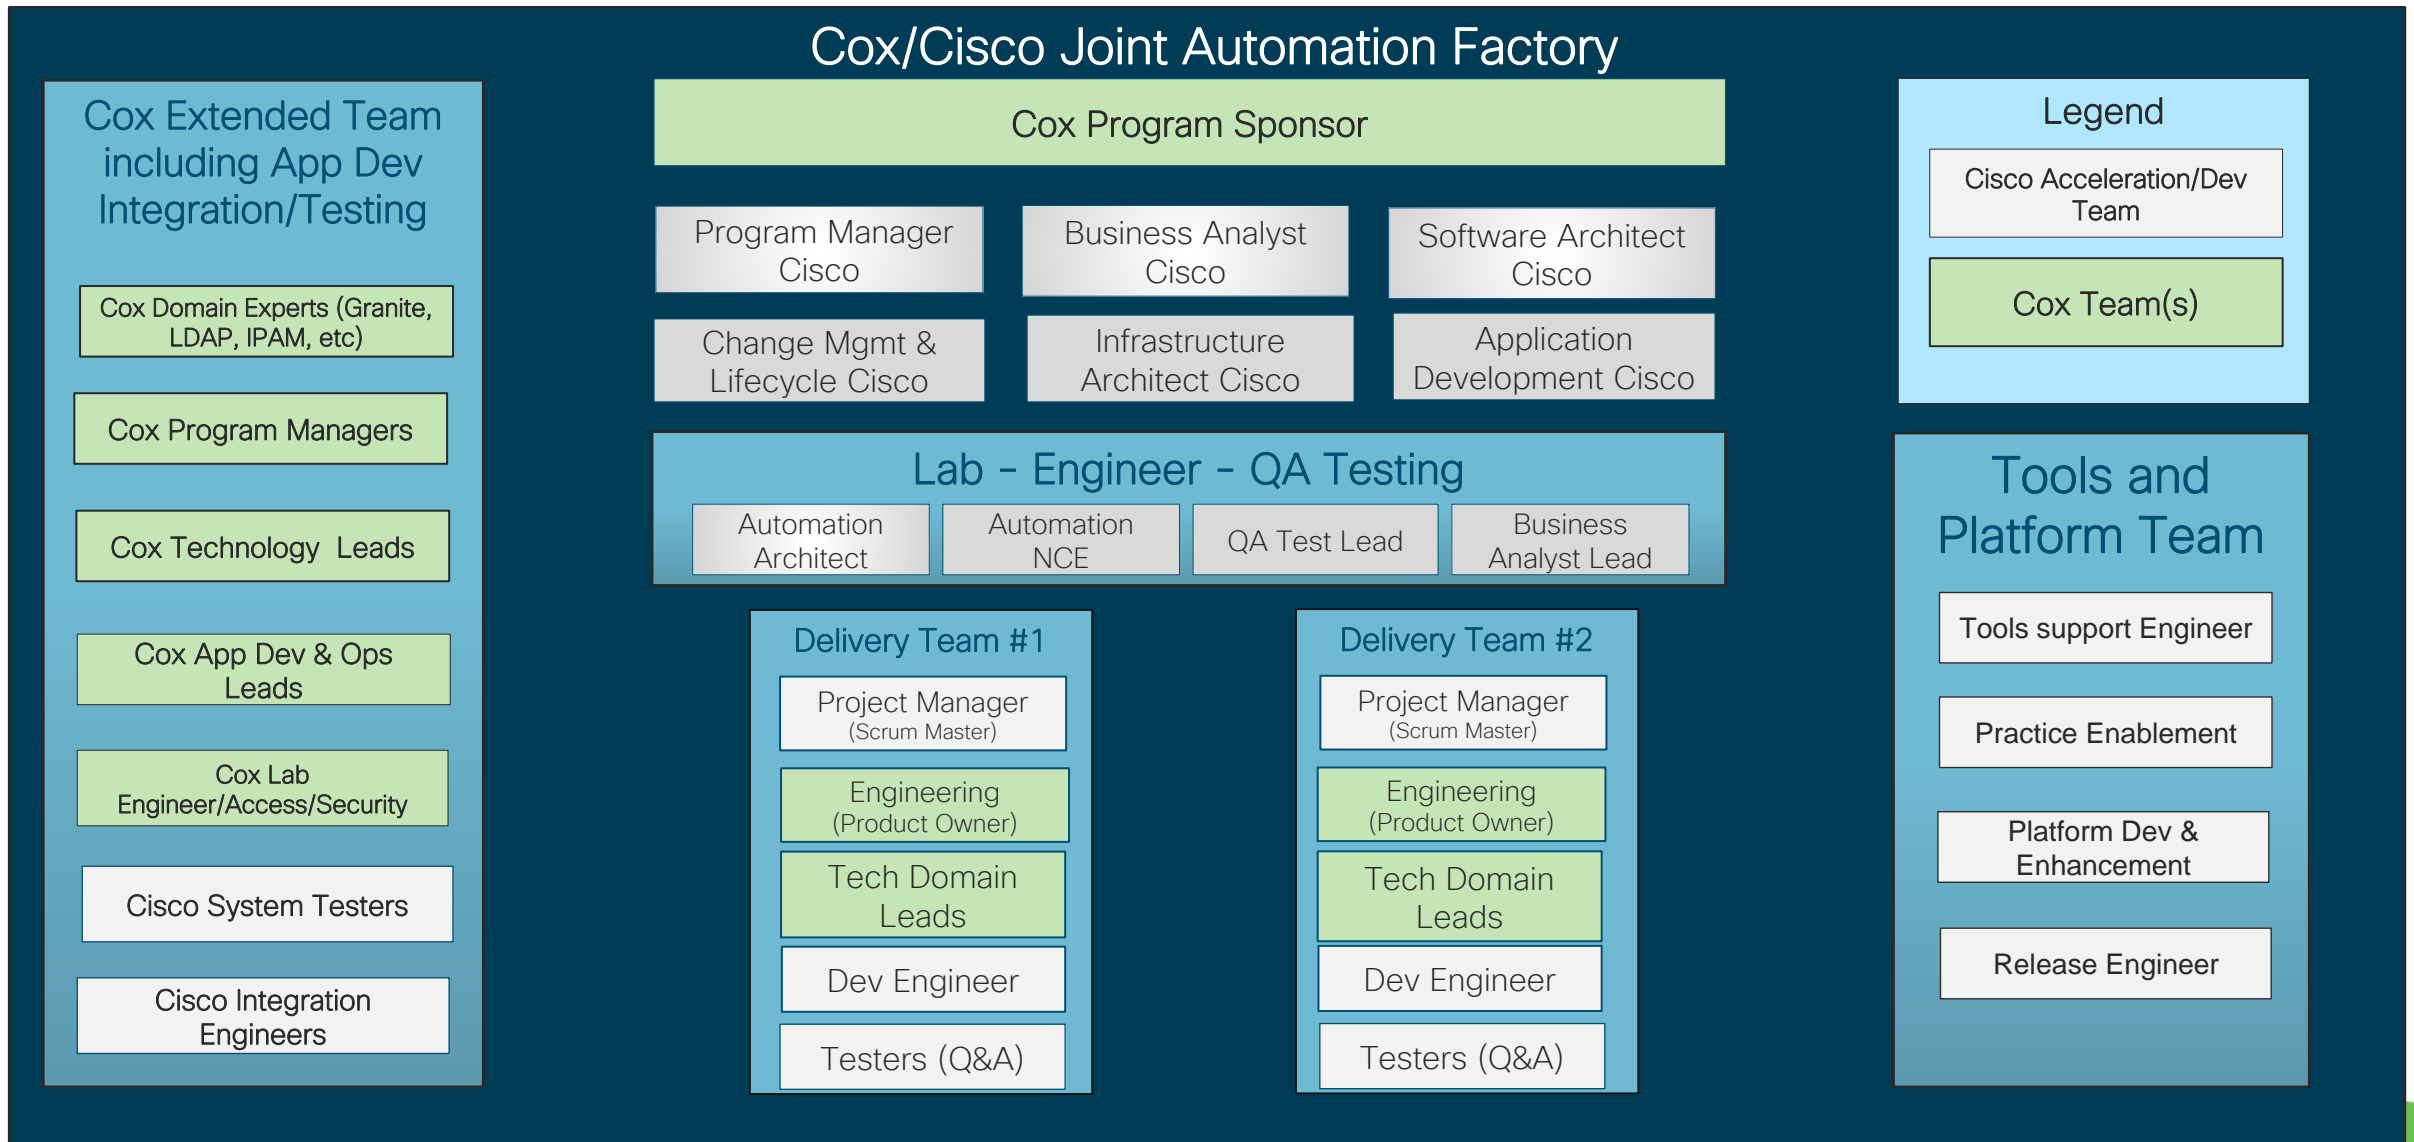 Cox/Cisco Joint Automation Factory
Cox Extended Team
including App Dev
Integration/Testing
Cox Domain Experts (Granite,
LDAP, IPAM, etc)
Cox Program Managers
Cox Technology Leads
Cox App Dev & Ops
Leads
Cox Lab
Engineer/Access/Security
Cisco System Testers
Cisco Integration
Engineers
Cox Program Sponsor
Program Manager
Cisco
Business Analyst
Cisco
Software Architect
Cisco
Change Mgmt &
Lifecycle Cisco
Infrastructure
Architect Cisco
Application
Development Cisco
Lab - Engineer - QA Testing
Automation
Architect
Automation
NCE
QA Test Lead
Business
Analyst Lead
Delivery Team #1
Project Manager
(Scrum Master)
Engineering
(Product Owner)
Tech Domain
Leads
Dev Engineer
Testers (Q&A)
Delivery Team #2
Project Manager
(Scrum Master)
Engineering
(Product Owner)
Tech Domain
Leads
Dev Engineer
Testers (Q&A)
Legend
Cisco Acceleration/Dev
Team
Cox Team(s)
Tools and
Platform Team
Tools support Engineer
Practice Enablement
Platform Dev &
Enhancement
Release Engineer